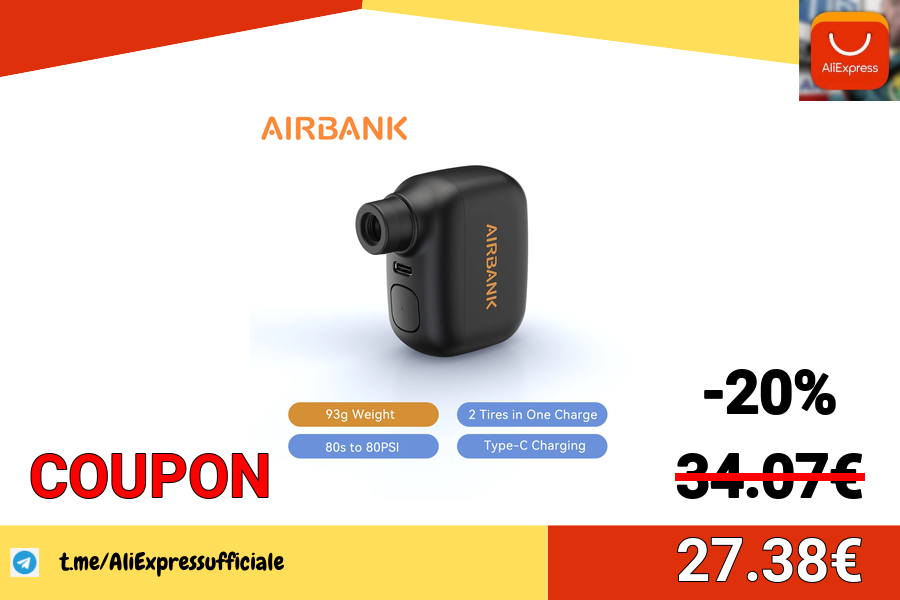 AliExpress
AIRBANK
AIRBANK
93g Weight
2 Tires in One Charge
80s to 80PSI
Type-C Charging
-20%
COUPON
34.07€
t.me/AliExpressufficiale
27.38€